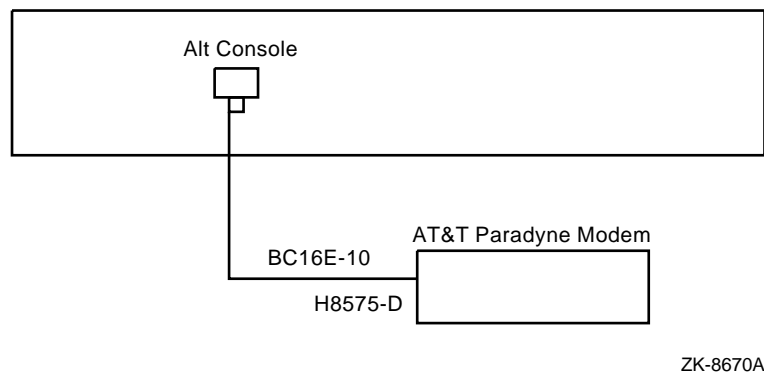 Alt Console
AT&T Paradyne Modem
BC16E-10
H8575-D
ZK-8670A